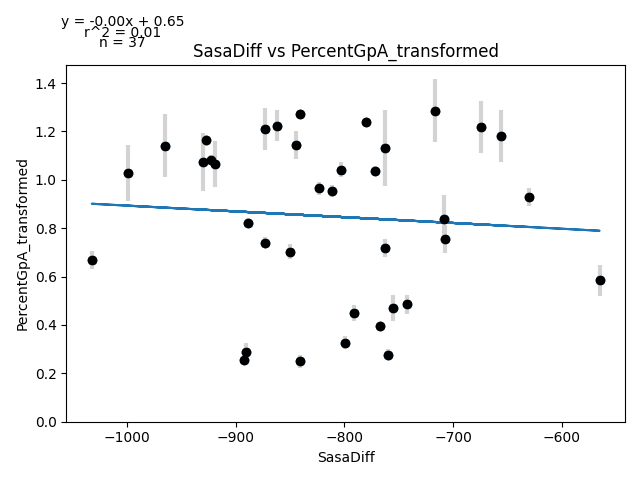 y = -0.00x + 0.65
r^2 = 0.01
n = 37
SasaDiff vs PercentGpA_transformed
PercentGpA_transformed
1.4
1.2
1.0
0.8
0.6
0.4
0.2
0.0
−1000 −900 −800 −700 −600
SasaDiff